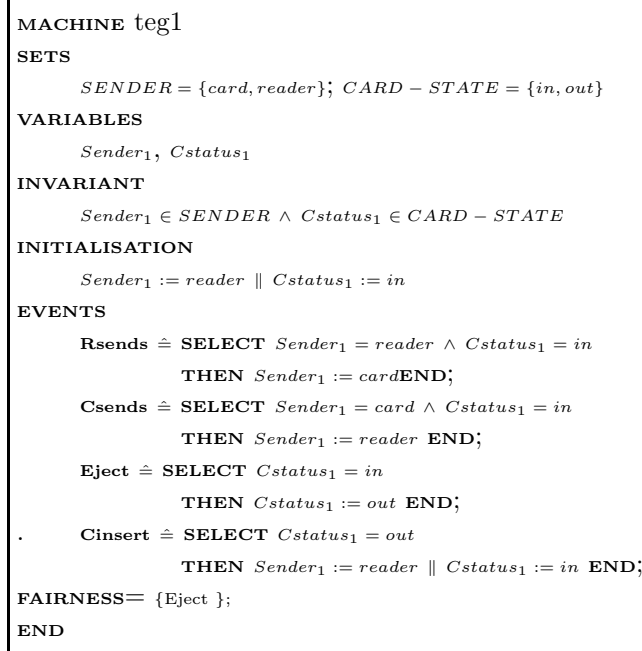 MACHINE teg1
SETS
SENDER = {card, reader}; CARD − STATE = {in, out}
VARIABLES
Sender₁, Cstatus₁
INVARIANT
Sender₁ ∈ SENDER ∧ Cstatus₁ ∈ CARD − STATE
INITIALISATION
Sender₁ := reader ∥ Cstatus₁ := in
EVENTS
Rsends ≙ SELECT Sender₁ = reader ∧ Cstatus₁ = in
THEN Sender₁ := cardEND;
Csends ≙ SELECT Sender₁ = card ∧ Cstatus₁ = in
THEN Sender₁ := reader END;
Eject ≙ SELECT Cstatus₁ = in
THEN Cstatus₁ := out END;
. Cinsert ≙ SELECT Cstatus₁ = out
THEN Sender₁ := reader ∥ Cstatus₁ := in END;
FAIRNESS= {Eject };
END